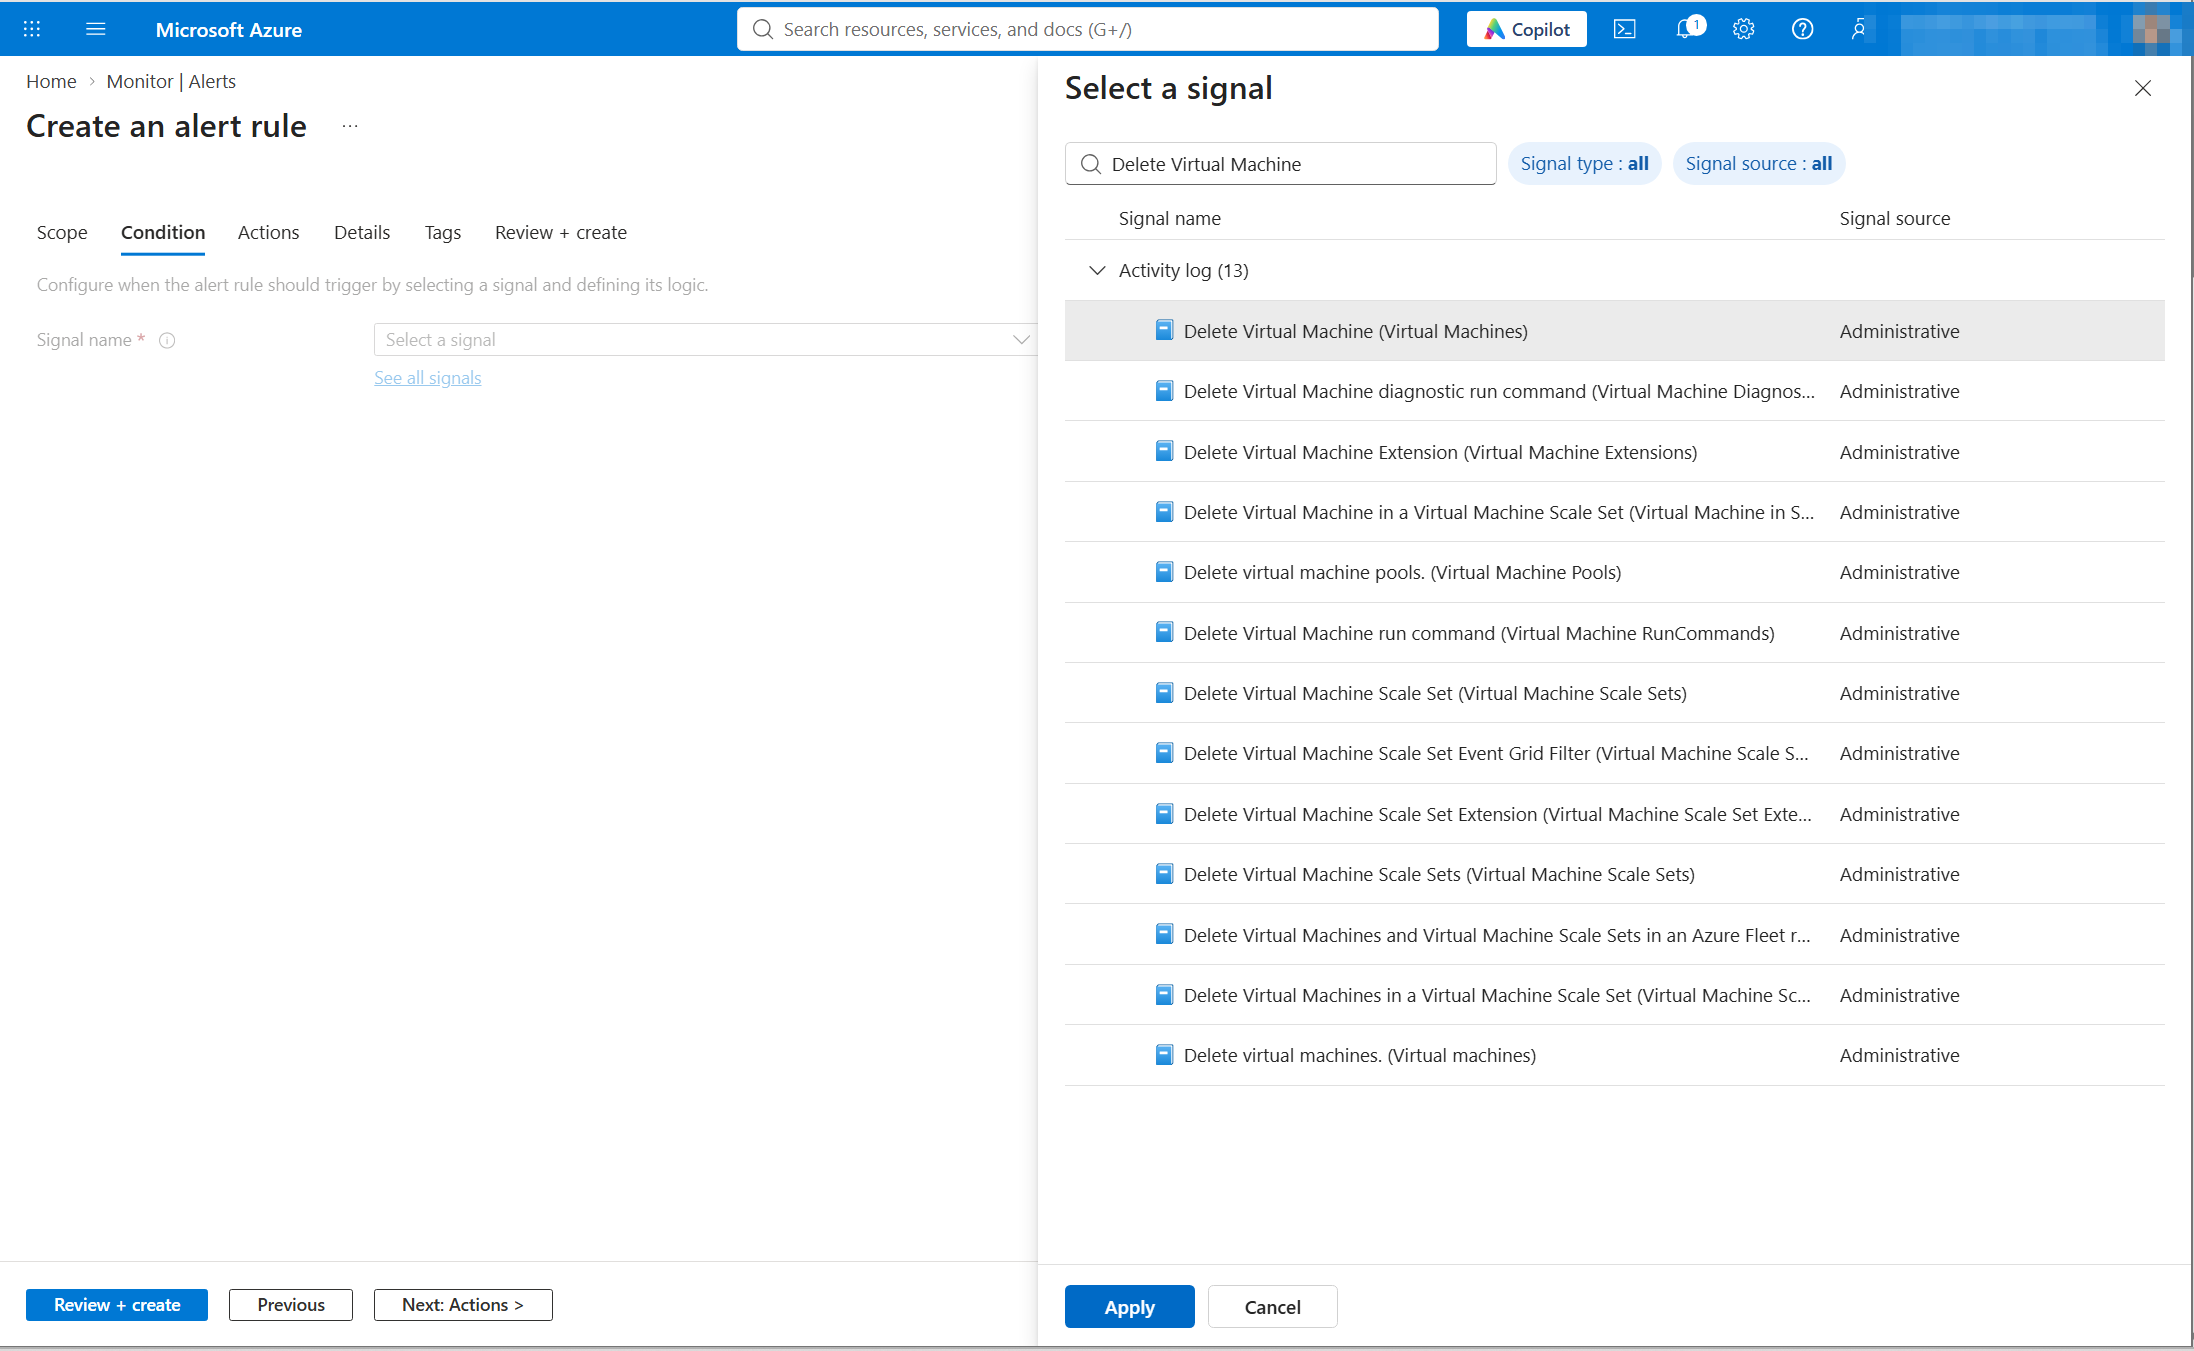 Microsoft Azure
Search resources, services, and docs (G+/)
Copilot
1
Home > Monitor | Alerts
Create an alert rule ...
Scope Condition Actions Details Tags Review + create
Configure when the alert rule should trigger by selecting a signal and defining its logic.
Signal name *
Select a signal
See all signals
Review + create
Previous
Next: Actions >
Select a signal
Delete Virtual Machine
Signal type : all
Signal source : all
Signal name Signal source
Activity log (13)
Delete Virtual Machine (Virtual Machines) Administrative
Delete Virtual Machine diagnostic run command (Virtual Machine Diagnos... Administrative
Delete Virtual Machine Extension (Virtual Machine Extensions) Administrative
Delete Virtual Machine in a Virtual Machine Scale Set (Virtual Machine in S... Administrative
Delete virtual machine pools. (Virtual Machine Pools) Administrative
Delete Virtual Machine run command (Virtual Machine RunCommands) Administrative
Delete Virtual Machine Scale Set (Virtual Machine Scale Sets) Administrative
Delete Virtual Machine Scale Set Event Grid Filter (Virtual Machine Scale S... Administrative
Delete Virtual Machine Scale Set Extension (Virtual Machine Scale Set Exte... Administrative
Delete Virtual Machine Scale Sets (Virtual Machine Scale Sets) Administrative
Delete Virtual Machines and Virtual Machine Scale Sets in an Azure Fleet r... Administrative
Delete Virtual Machines in a Virtual Machine Scale Set (Virtual Machine Sc... Administrative
Delete virtual machines. (Virtual machines) Administrative
Apply
Cancel